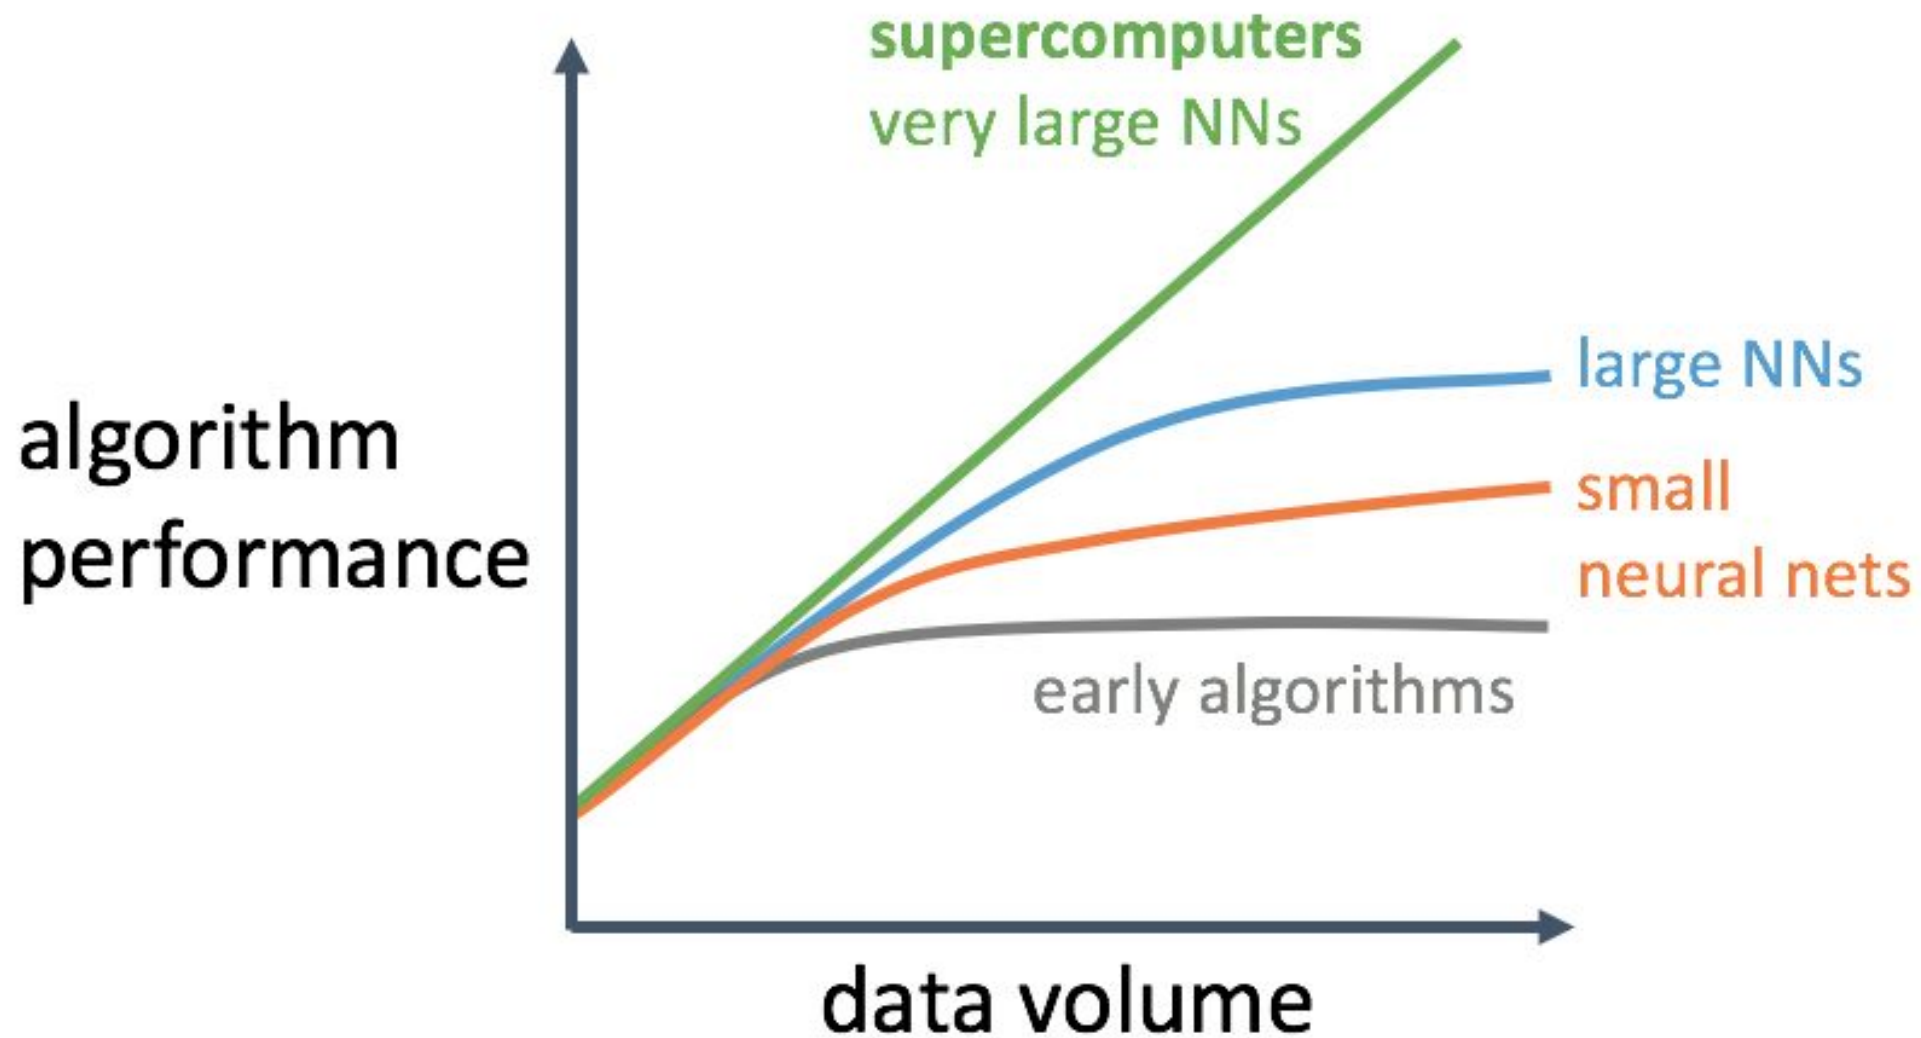 supercomputers
very large NNs
algorithm
performance
large NNs
small
neural nets
early algorithms
data volume